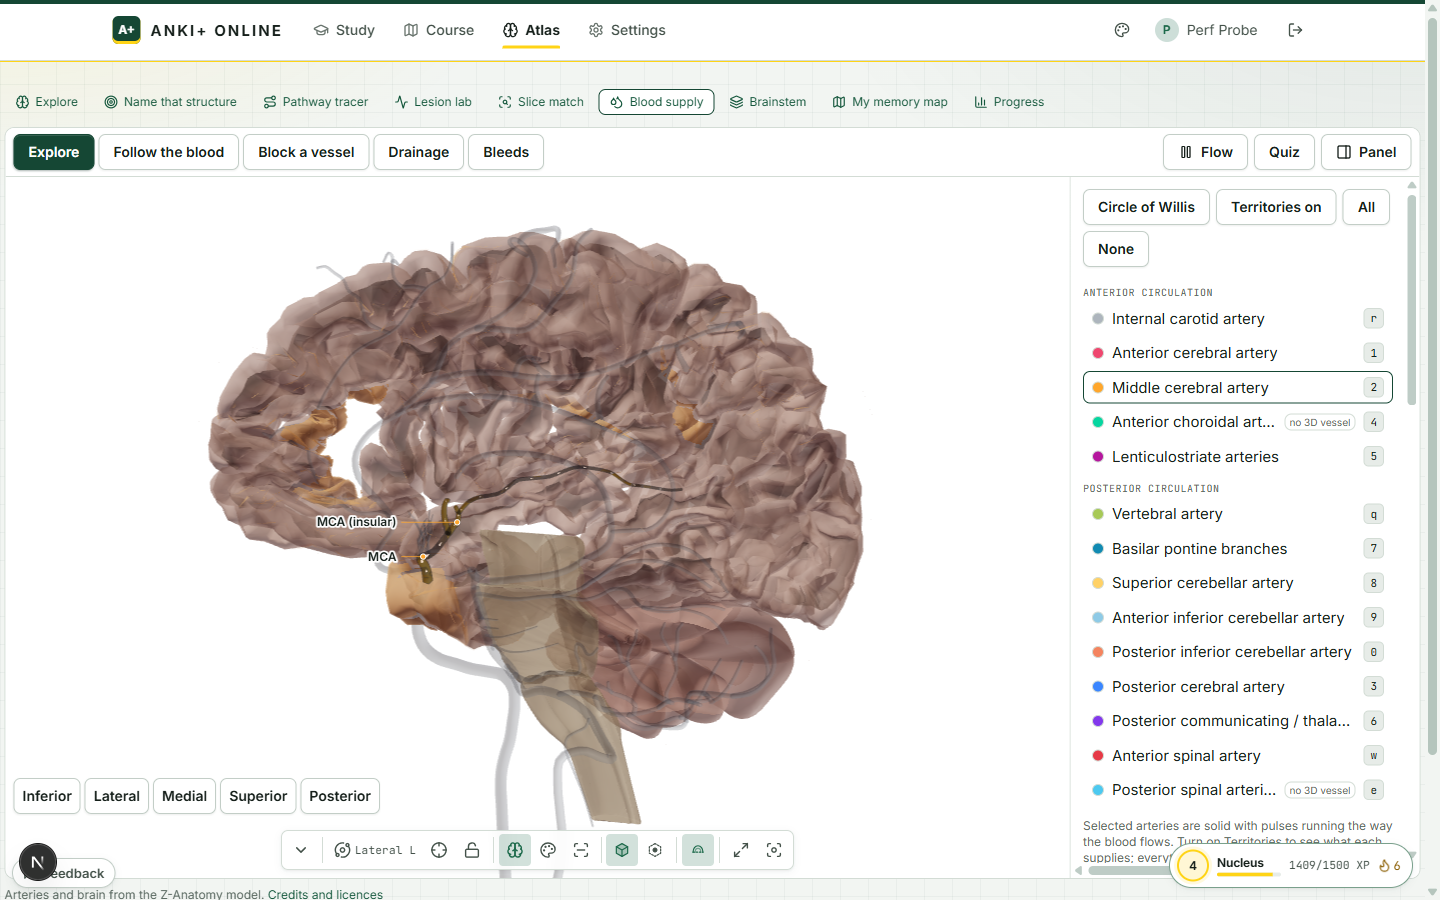 A+ ANKI+ ONLINE Study Course Atlas Settings P Perf Probe
Explore Name that structure Pathway tracer Lesion lab Slice match Blood supply Brainstem My memory map Progress
Explore Follow the blood Block a vessel Drainage Bleeds Flow Quiz Panel
Circle of Willis Territories on All
None
ANTERIOR CIRCULATION
Internal carotid artery r
Anterior cerebral artery 1
Middle cerebral artery 2
Anterior choroidal art... no 3D vessel 4
Lenticulostriate arteries 5
POSTERIOR CIRCULATION
Vertebral artery q
Basilar pontine branches 7
Superior cerebellar artery 8
Anterior inferior cerebellar artery 9
Posterior inferior cerebellar artery 0
Posterior cerebral artery 3
Posterior communicating / thala... 6
Anterior spinal artery w
Posterior spinal arteri... no 3D vessel e
Selected arteries are solid with pulses running the way
the blood flows. Turn on Territories to see what each
supplies;
MCA (insular)
MCA
Inferior Lateral Medial Superior Posterior
Lateral L
N
4 Nucleus 1409/1500 XP 6
Arteries and brain from the Z-Anatomy model. Credits and licences